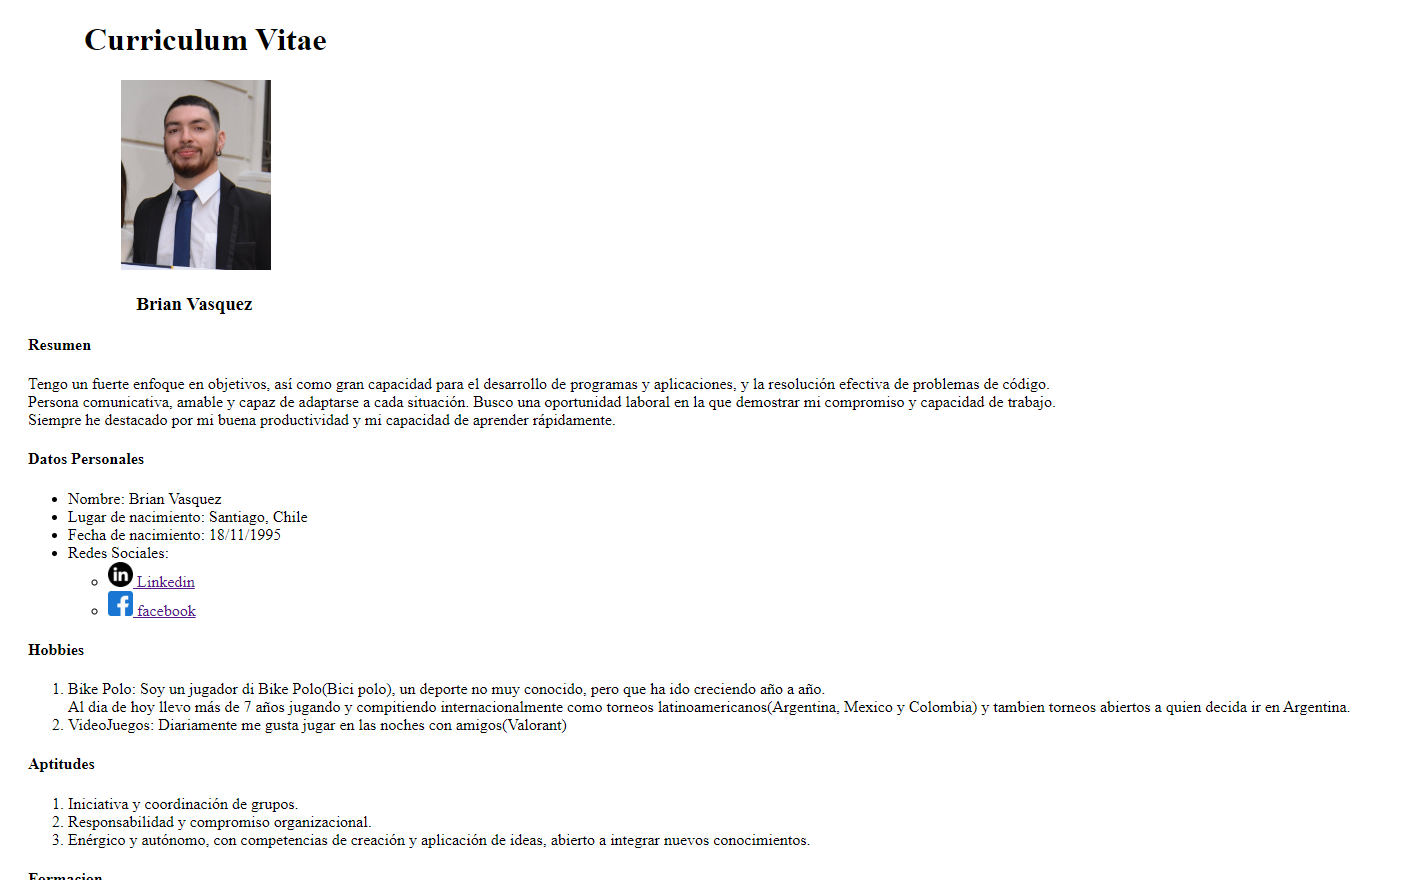 Curriculum Vitae
Brian Vasquez
Resumen
Tengo un fuerte enfoque en objetivos, así como gran capacidad para el desarrollo de programas y aplicaciones, y la resolución efectiva de problemas de código.
Persona comunicativa, amable y capaz de adaptarse a cada situación. Busco una oportunidad laboral en la que demostrar mi compromiso y capacidad de trabajo.
Siempre he destacado por mi buena productividad y mi capacidad de aprender rápidamente.
Datos Personales
• Nombre: Brian Vasquez
• Lugar de nacimiento: Santiago, Chile
• Fecha de nacimiento: 18/11/1995
• Redes Sociales:
in Linkedin
f facebook
Hobbies
1. Bike Polo: Soy un jugador di Bike Polo(Bici polo), un deporte no muy conocido, pero que ha ido creciendo año a año.
Al dia de hoy llevo más de 7 años jugando y compitiendo internacionalmente como torneos latinoamericanos(Argentina, Mexico y Colombia) y tambien torneos abiertos a quien decida ir en Argentina.
2. VideoJuegos: Diariamente me gusta jugar en las noches con amigos(Valorant)
Aptitudes
1. Iniciativa y coordinación de grupos.
2. Responsabilidad y compromiso organizacional.
3. Enérgico y autónomo, con competencias de creación y aplicación de ideas, abierto a integrar nuevos conocimientos.
Formacion